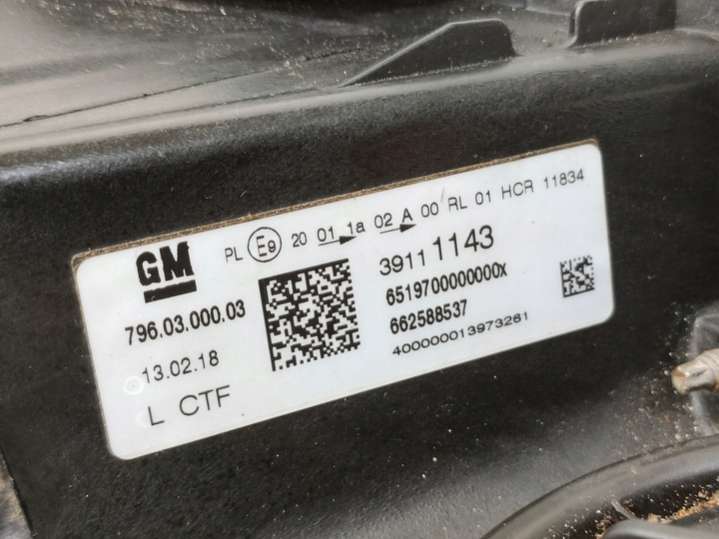 PL E9 20 01 1a 02 A 00 RL 01 HCR 11834
GM
39111143
796.03.000.03
6519700000000X
662588537
13.02.18
400000013973261
L CTF